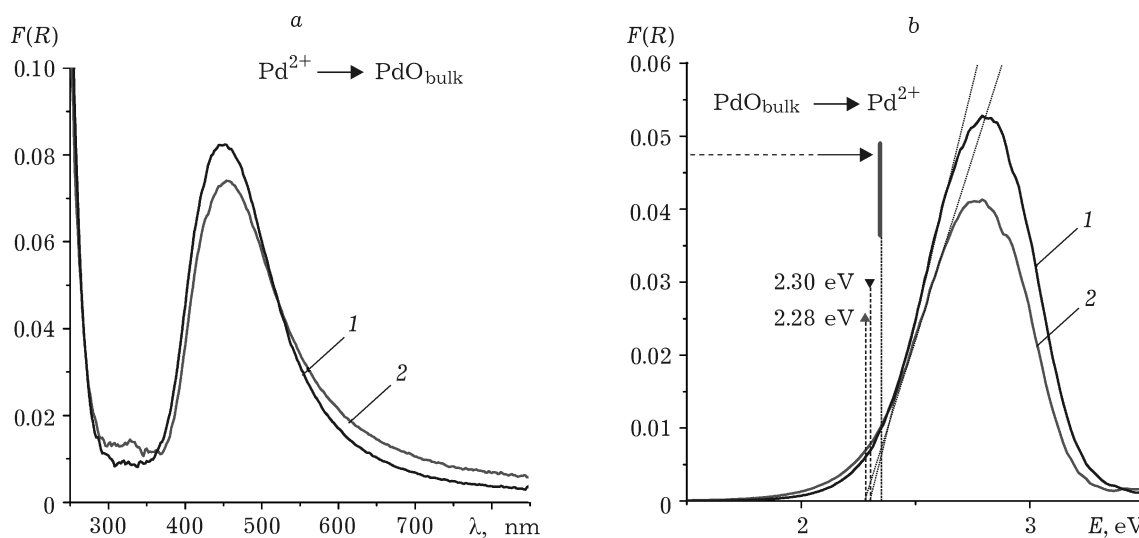 a
F(R)
Pd²⁺ → PdO_bulk
0.10
0.08
0.06
0.04
0.02
0
1
2
300 400 500 600 700 λ, nm
b
F(R)
PdO_bulk → Pd²⁺
0.06
0.05
0.04
0.03
0.02
0.01
0
2.30 eV
2.28 eV
1
2
2 3 E, eV